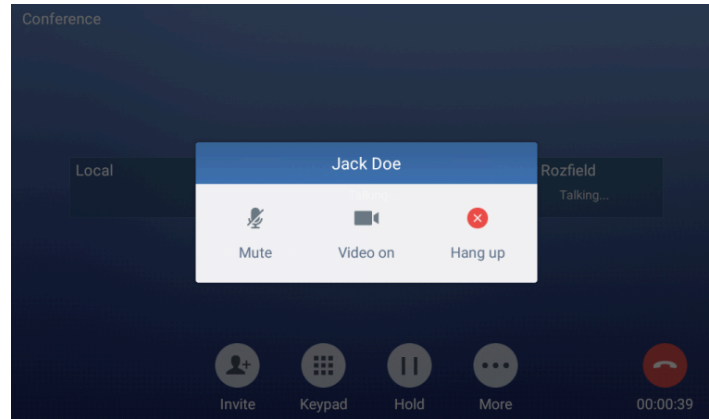 Conference
Jack Doe
Local
Rozfield
Talking...
Mute
Video on
Hang up
Invite
Keypad
Hold
More
00:00:39